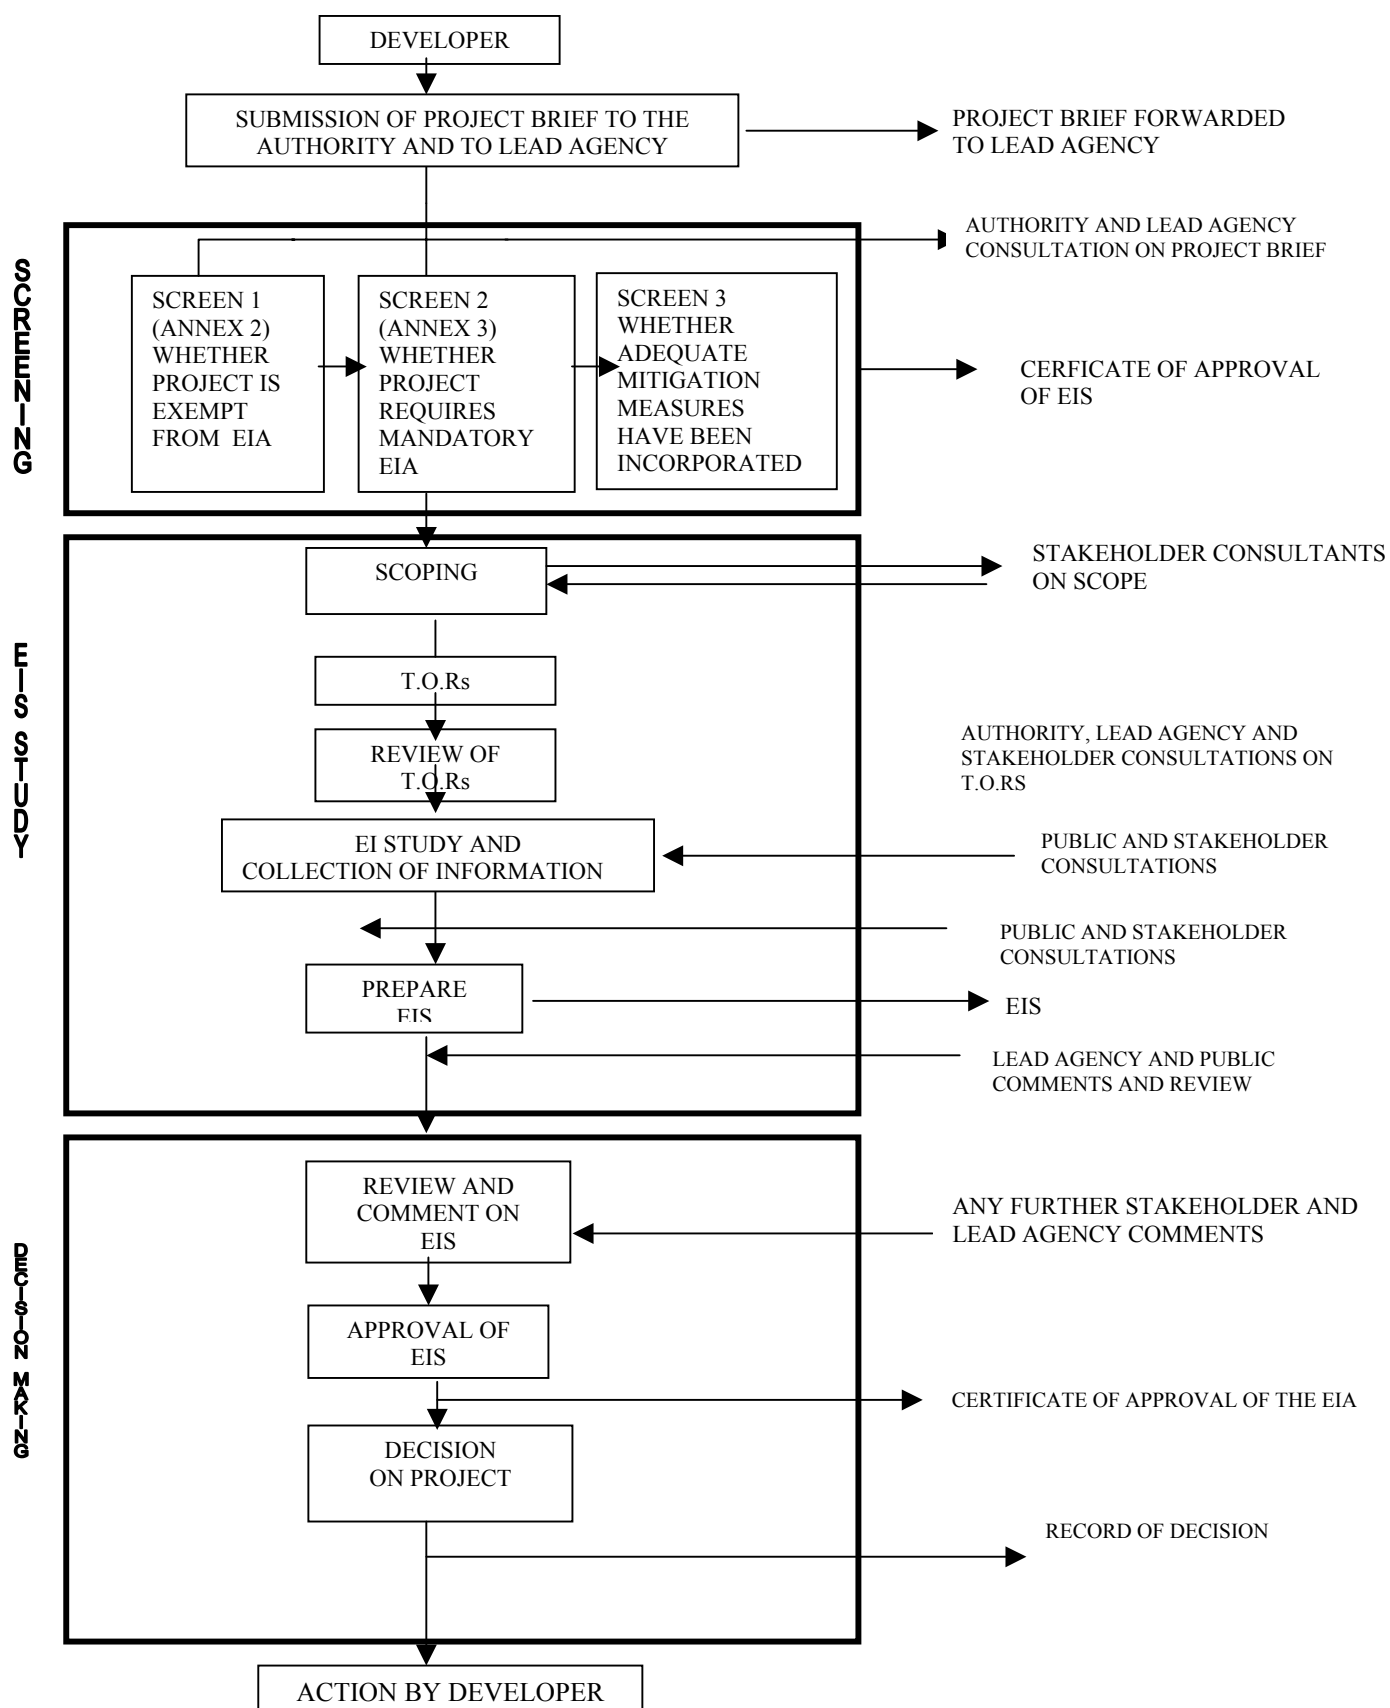 DEVELOPER
SUBMISSION OF PROJECT BRIEF TO THE
AUTHORITY AND TO LEAD AGENCY
PROJECT BRIEF FORWARDED
TO LEAD AGENCY
SCREENING
AUTHORITY AND LEAD AGENCY
CONSULTATION ON PROJECT BRIEF
SCREEN 1
(ANNEX 2)
WHETHER
PROJECT IS
EXEMPT
FROM EIA
SCREEN 2
(ANNEX 3)
WHETHER
PROJECT
REQUIRES
MANDATORY
EIA
SCREEN 3
WHETHER
ADEQUATE
MITIGATION
MEASURES
HAVE BEEN
INCORPORATED
CERFICATE OF APPROVAL
OF EIS
EIS STUDY
SCOPING
STAKEHOLDER CONSULTANTS
ON SCOPE
T.O.Rs
REVIEW OF
T.O.Rs
AUTHORITY, LEAD AGENCY AND
STAKEHOLDER CONSULTATIONS ON
T.O.RS
EI STUDY AND
COLLECTION OF INFORMATION
PUBLIC AND STAKEHOLDER
CONSULTATIONS
PUBLIC AND STAKEHOLDER
CONSULTATIONS
PREPARE
EIS
EIS
LEAD AGENCY AND PUBLIC
COMMENTS AND REVIEW
DECISION MAKING
REVIEW AND
COMMENT ON
EIS
ANY FURTHER STAKEHOLDER AND
LEAD AGENCY COMMENTS
APPROVAL OF
EIS
CERTIFICATE OF APPROVAL OF THE EIA
DECISION
ON PROJECT
RECORD OF DECISION
ACTION BY DEVELOPER